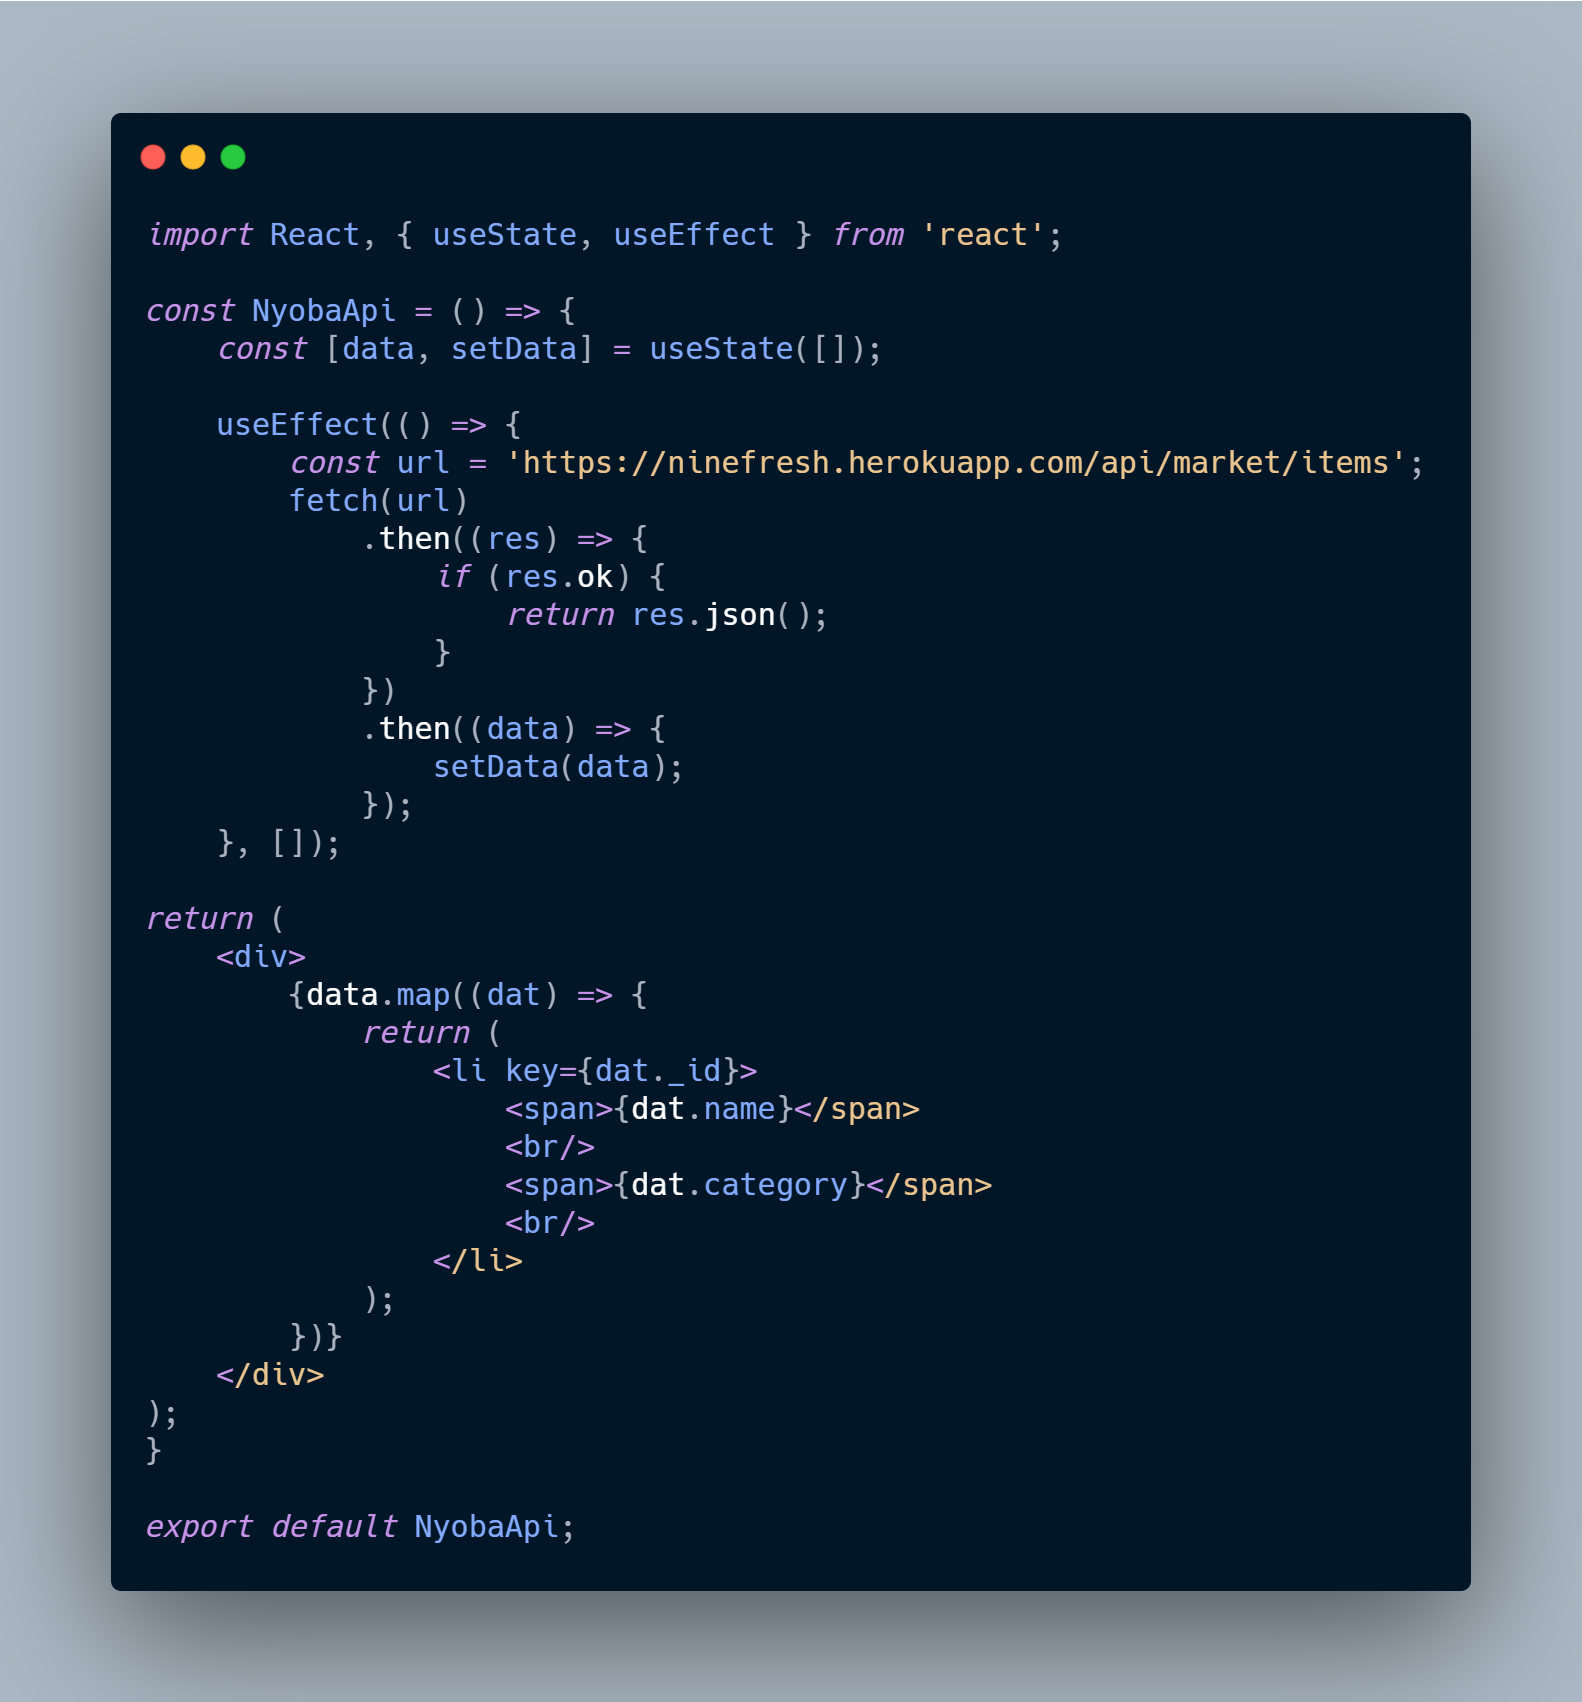 import React, { useState, useEffect } from 'react';

const NyobaApi = () => {
    const [data, setData] = useState([]);

    useEffect(() => {
        const url = 'https://ninefresh.herokuapp.com/api/market/items';
        fetch(url)
            .then((res) => {
                if (res.ok) {
                    return res.json();
                }
            })
            .then((data) => {
                setData(data);
            });
    }, []);

return (
    <div>
        {data.map((dat) => {
            return (
                <li key={dat._id}>
                    <span>{dat.name}</span>
                    <br/>
                    <span>{dat.category}</span>
                    <br/>
                </li>
            );
        })}
    </div>
);
}

export default NyobaApi;